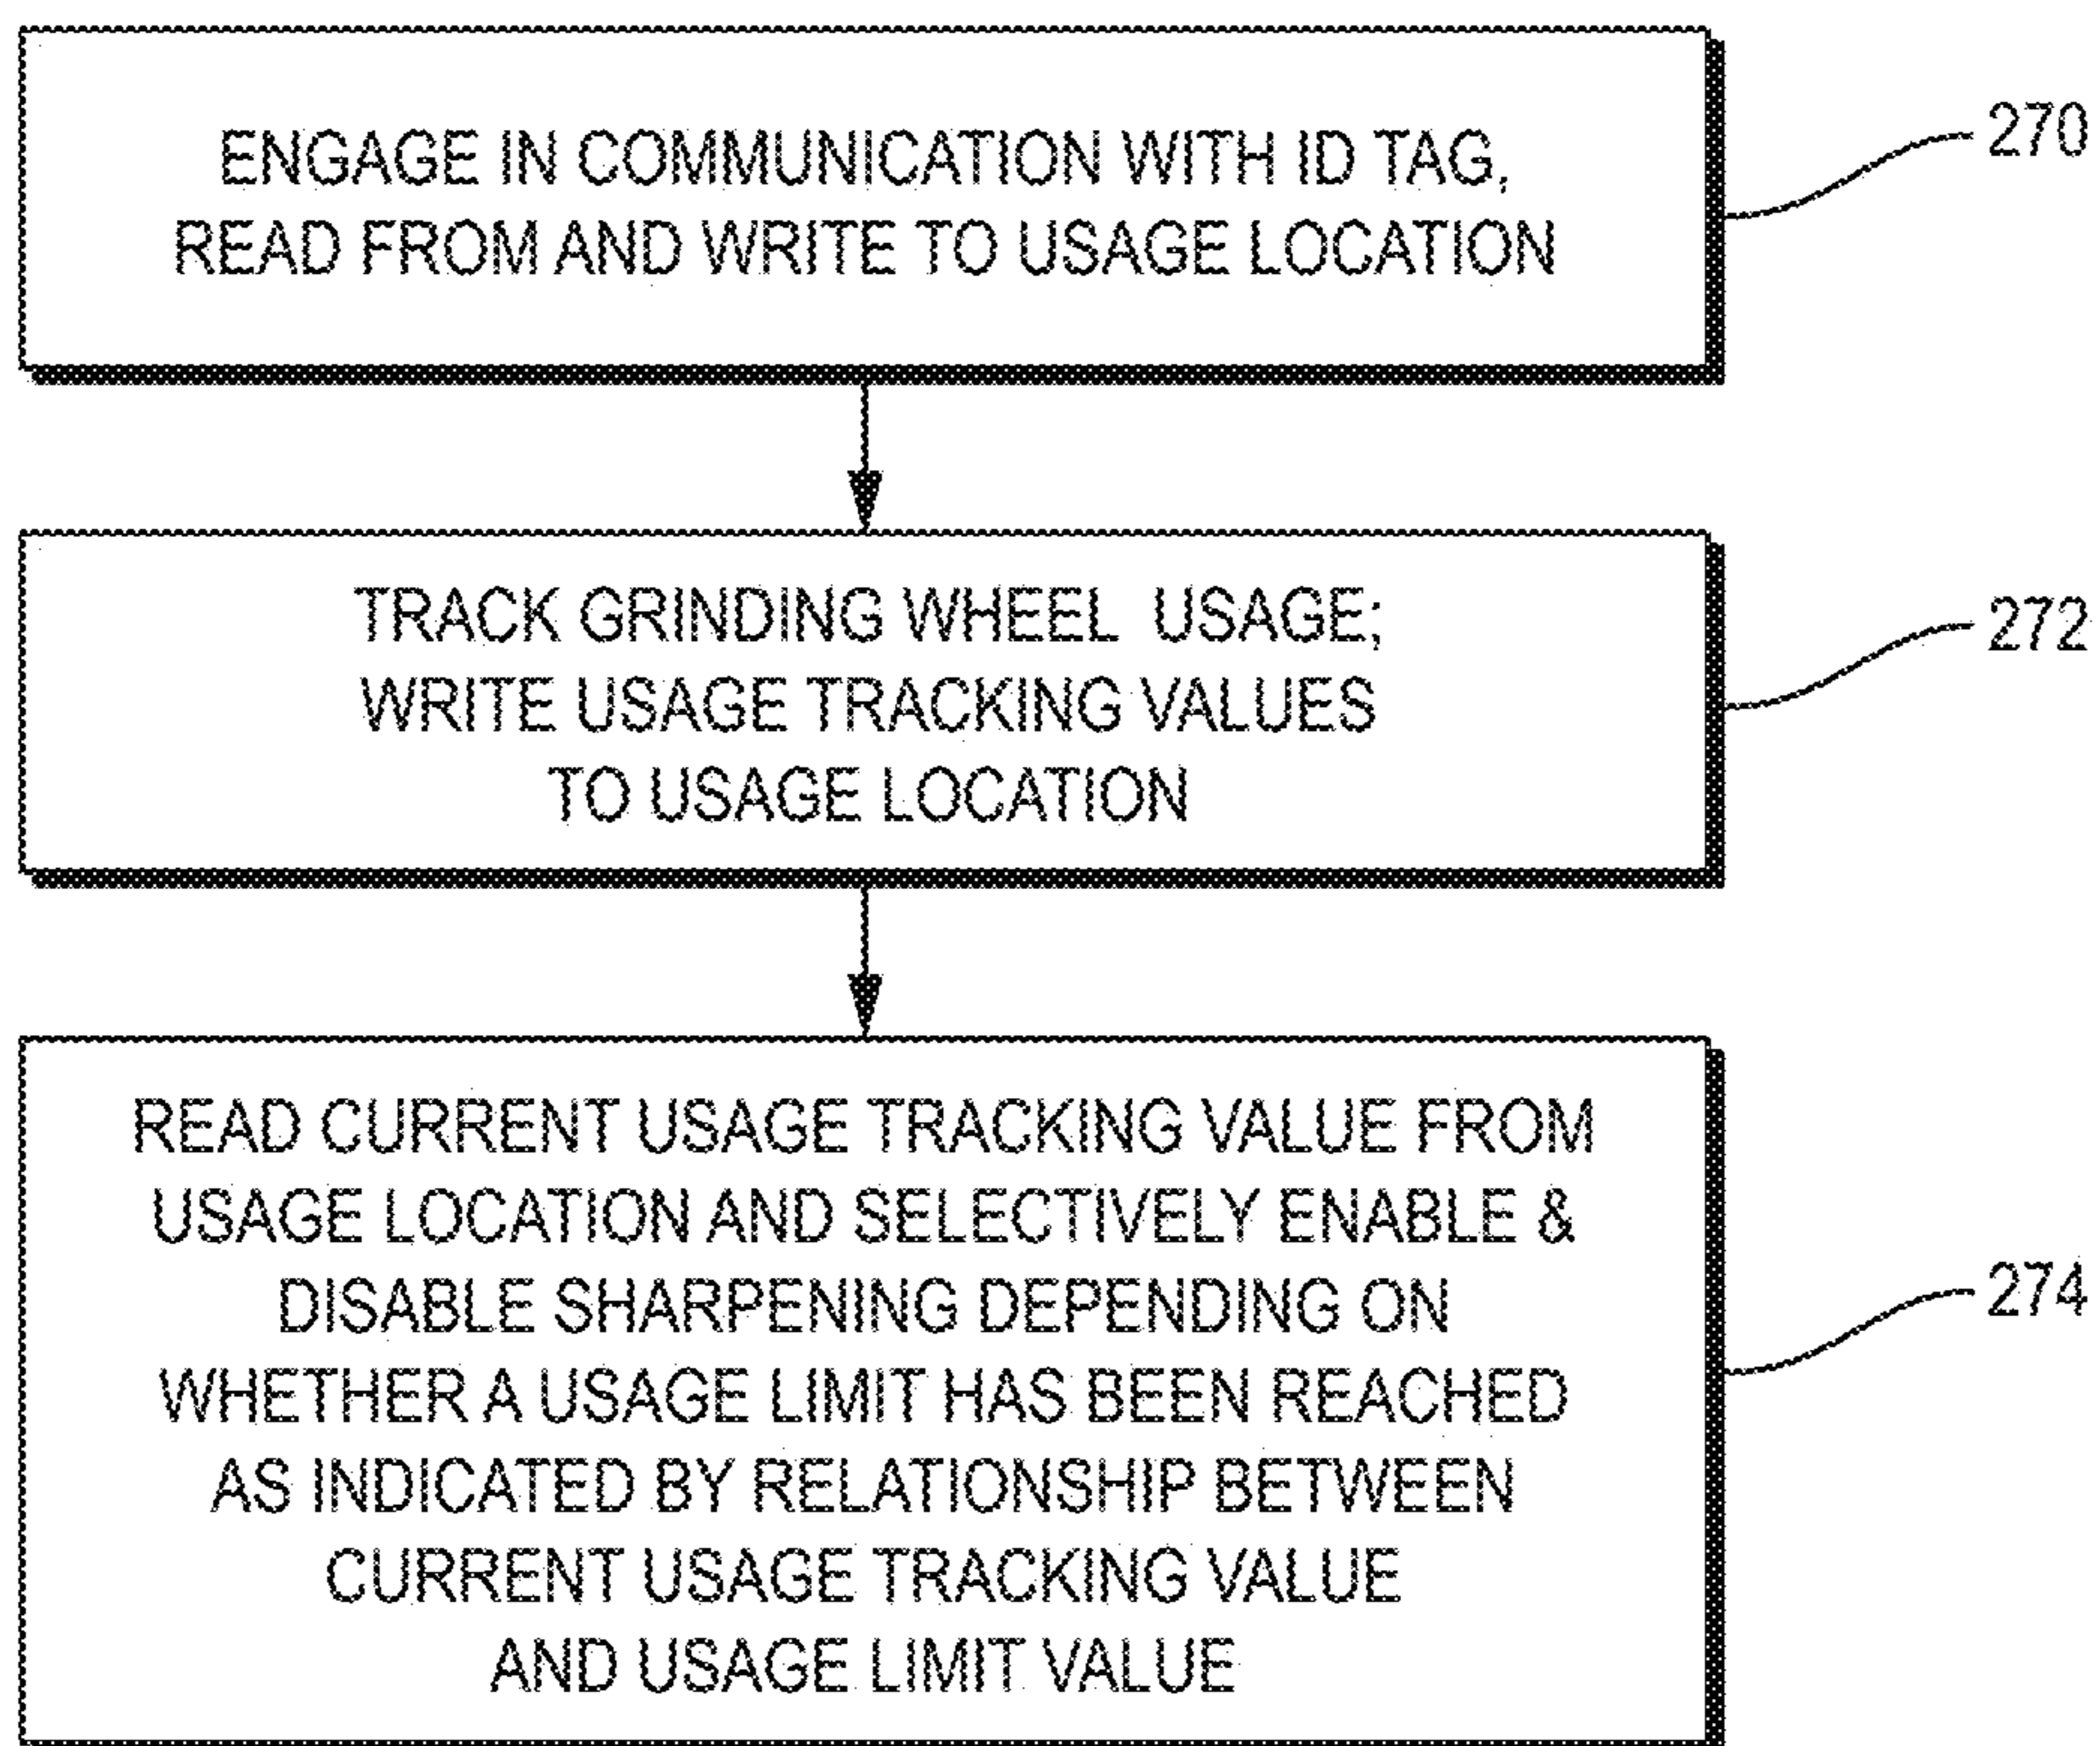 ENGAGE IN COMMUNICATION WITH ID TAG,
READ FROM AND WRITE TO USAGE LOCATION
270
TRACK GRINDING WHEEL USAGE;
WRITE USAGE TRACKING VALUES
TO USAGE LOCATION
272
READ CURRENT USAGE TRACKING VALUE FROM
USAGE LOCATION AND SELECTIVELY ENABLE &
DISABLE SHARPENING DEPENDING ON
WHETHER A USAGE LIMIT HAS BEEN REACHED
AS INDICATED BY RELATIONSHIP BETWEEN
CURRENT USAGE TRACKING VALUE
AND USAGE LIMIT VALUE
274